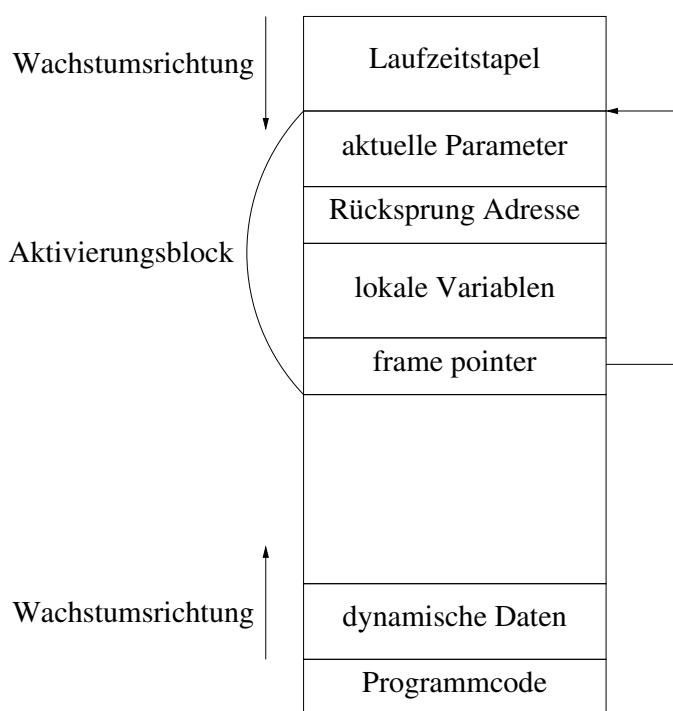 Laufzeitstapel
Wachstumsrichtung
aktuelle Parameter
Rücksprung Adresse
Aktivierungsblock
lokale Variablen
frame pointer
Wachstumsrichtung
dynamische Daten
Programmcode